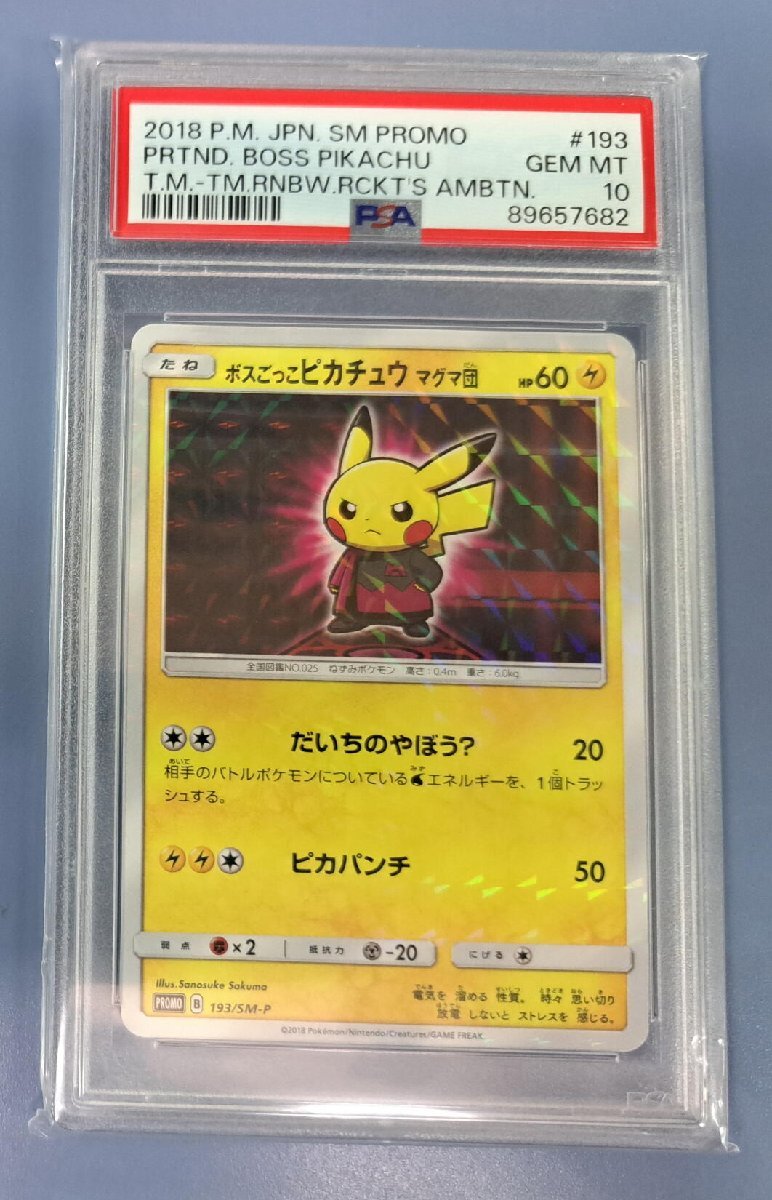 2018 P.M. JPN. SM PROMO #193
PRTND. BOSS PIKACHU GEM MT
T.M.-TM.RNBW.RCKT'S AMBTN. 10
PSA 89657682
たね ボスごっこピカチュウ マグマ団 HP60
全国図鑑NO.025 ねずみポケモン 高さ:0.4m 重さ:6.0kg
だいちのやぼう? 20
相手のバトルポケモンについているエネルギーを、1個トラッ
シュする。
ピカパンチ 50
弱点 ×2 抵抗力 -20 にげる
illus.Sanosuke Sakuma
PROMO B 193/SM-P
電気を 溜める 性質。 時々 思い切り
放電 しないと ストレスを 感じる。
©2018 Pokémon/Nintendo/Creatures/GAME FREAK.
PSA